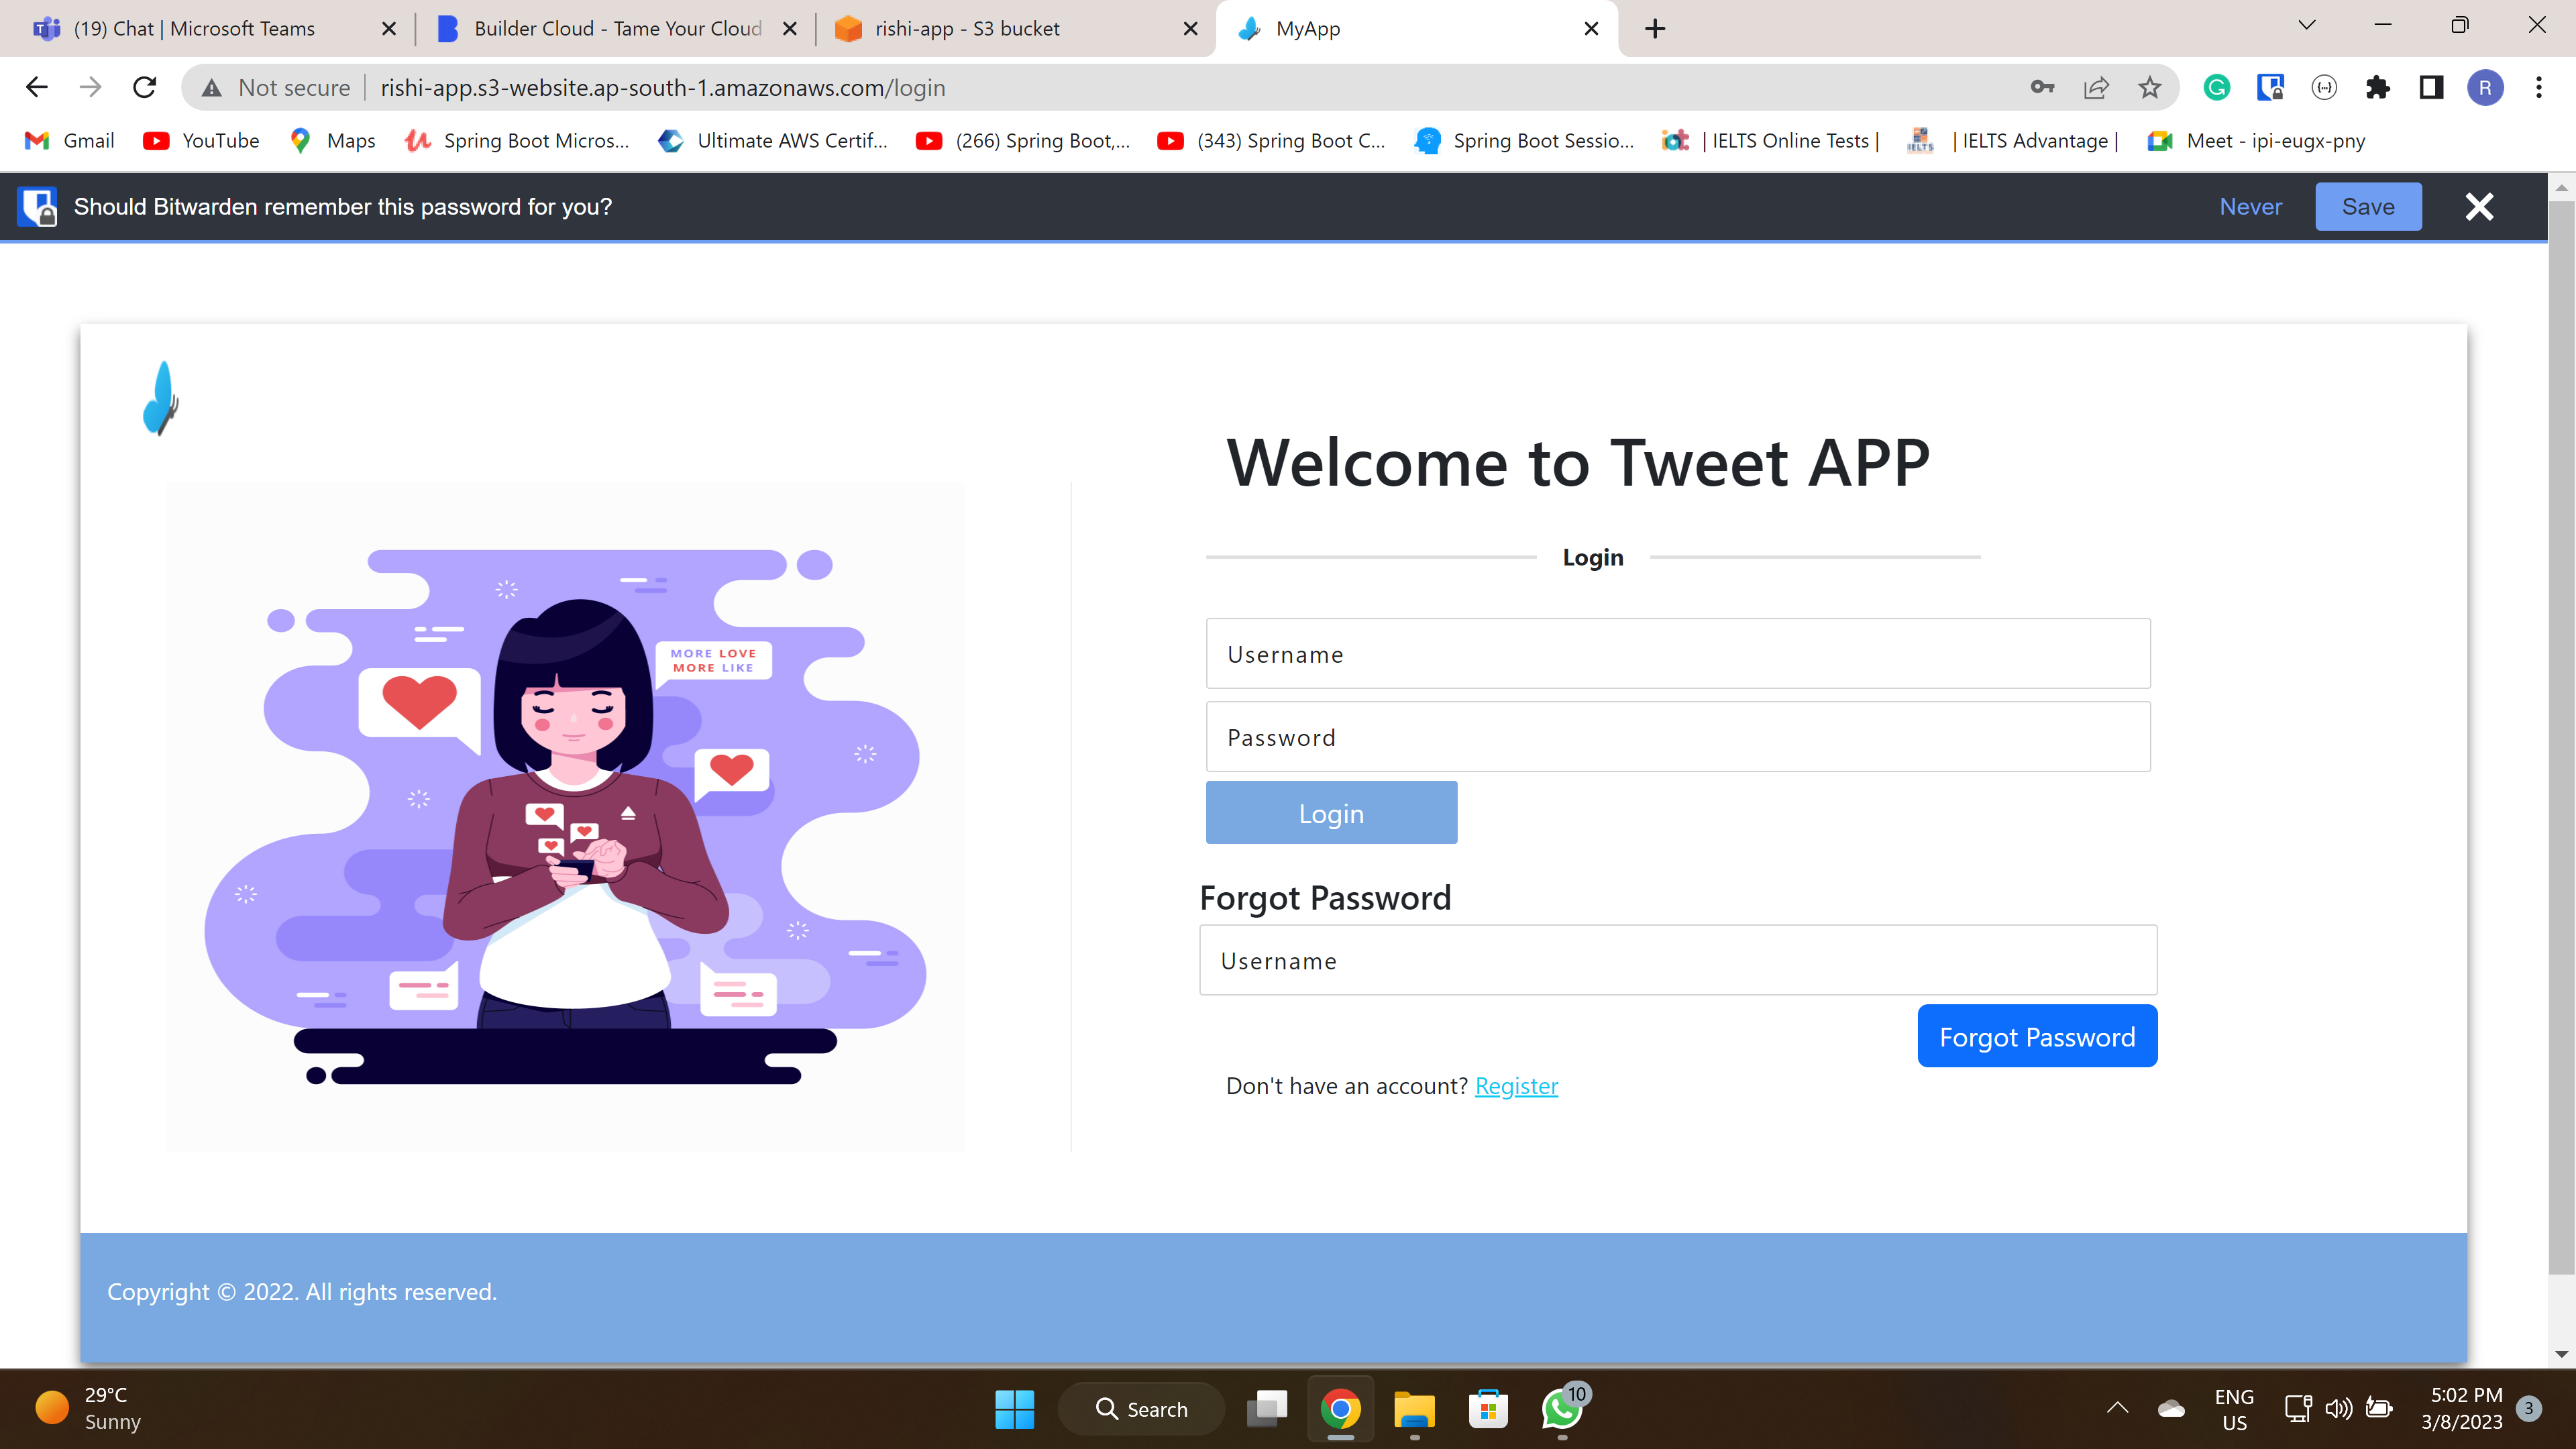 (19) Chat | Microsoft Teams
Builder Cloud - Tame Your Cloud
rishi-app - S3 bucket
MyApp
Not secure
rishi-app.s3-website.ap-south-1.amazonaws.com/login
R
Gmail
YouTube
Maps
Spring Boot Micros...
Ultimate AWS Certif...
(266) Spring Boot,...
(343) Spring Boot C...
Spring Boot Sessio...
| IELTS Online Tests |
| IELTS Advantage |
Meet - ipi-eugx-pny
Should Bitwarden remember this password for you?
Never
Save
Welcome to Tweet APP
Login
MORE LOVE
MORE LIKE
Username
Password
Login
Forgot Password
Username
Forgot Password
Don't have an account? Register
Copyright © 2022. All rights reserved.
29°C
Sunny
Search
10
ENG
US
5:02 PM
3/8/2023
3